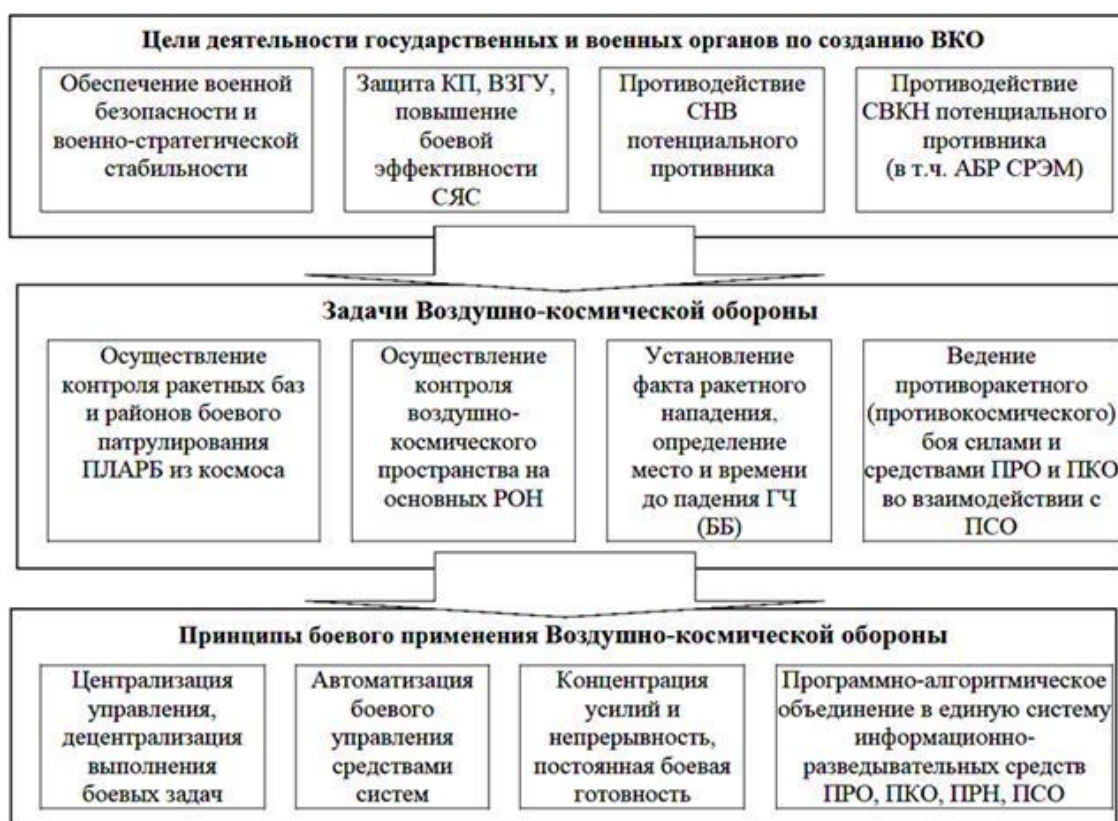 Цели деятельности государственных и военных органов по созданию ВКО
Обеспечение военной
безопасности и
военно-стратегической
стабильности
Защита КП, ВЗГУ,
повышение
боевой
эффективности
СЯС
Противодействие
СНВ
потенциального
противника
Противодействие
СВКН потенциального
противника
(в т.ч. АБР СРЭМ)
Задачи Воздушно-космической обороны
Осуществление
контроля ракетных баз
и районов боевого
патрулирования
ПЛАРБ из космоса
Осуществление
контроля
воздушно-
космического
пространства на
основных РОН
Установление
факта ракетного
нападения,
определение
место и времени
до падения ГЧ
(ББ)
Ведение
противоракетного
(противокосмического)
боя силами и
средствами ПРО и ПКО
во взаимодействии с
ПСО
Принципы боевого применения Воздушно-космической обороны
Централизация
управления,
децентрализация
выполнения
боевых задач
Автоматизация
боевого
управления
средствами
систем
Концентрация
усилий и
непрерывность,
постоянная боевая
готовность
Программно-алгоритмическое
объединение в единую систему
информационно-
разведывательных средств
ПРО, ПКО, ПРН, ПСО